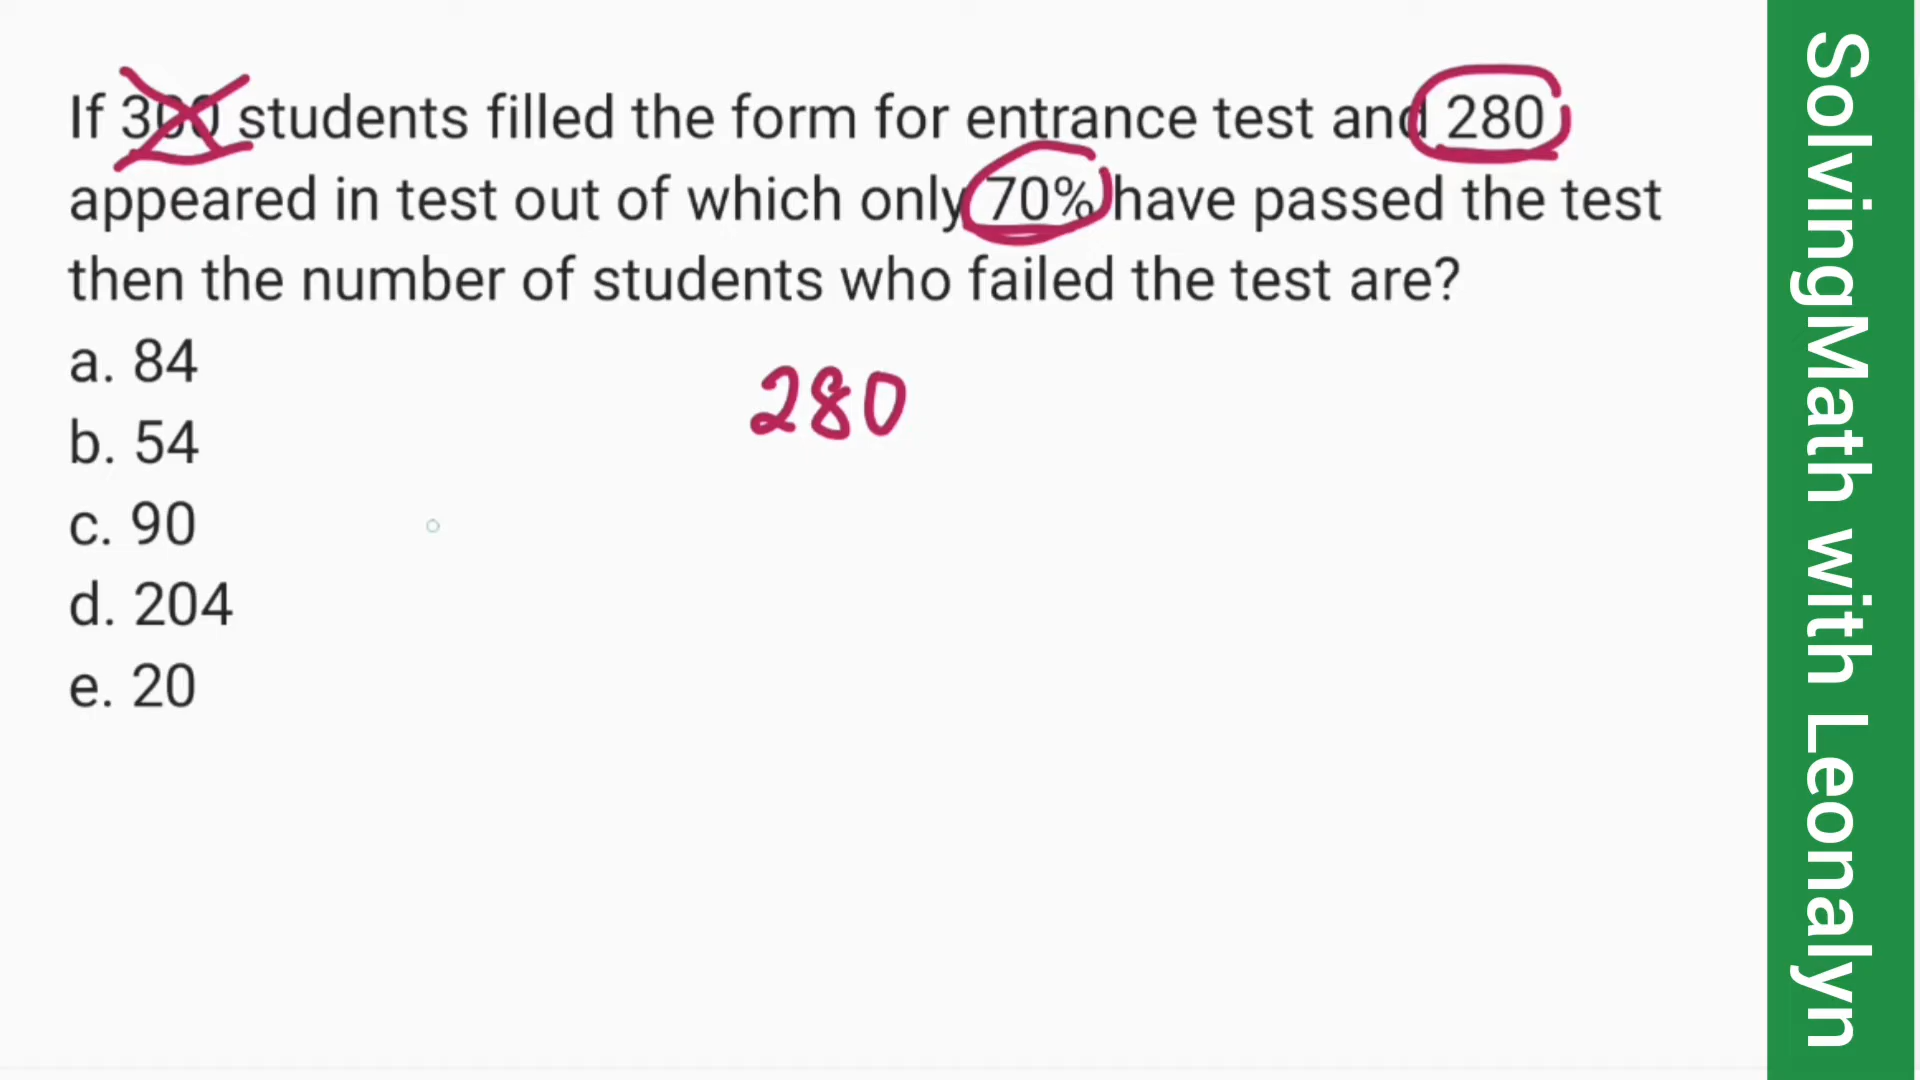 If 300 students filled the form for entrance test and 280
appeared in test out of which only 70% have passed the test
then the number of students who failed the test are?
a. 84
280
b. 54
c. 90
d. 204
e. 20
SolvingMath with Leonalyn